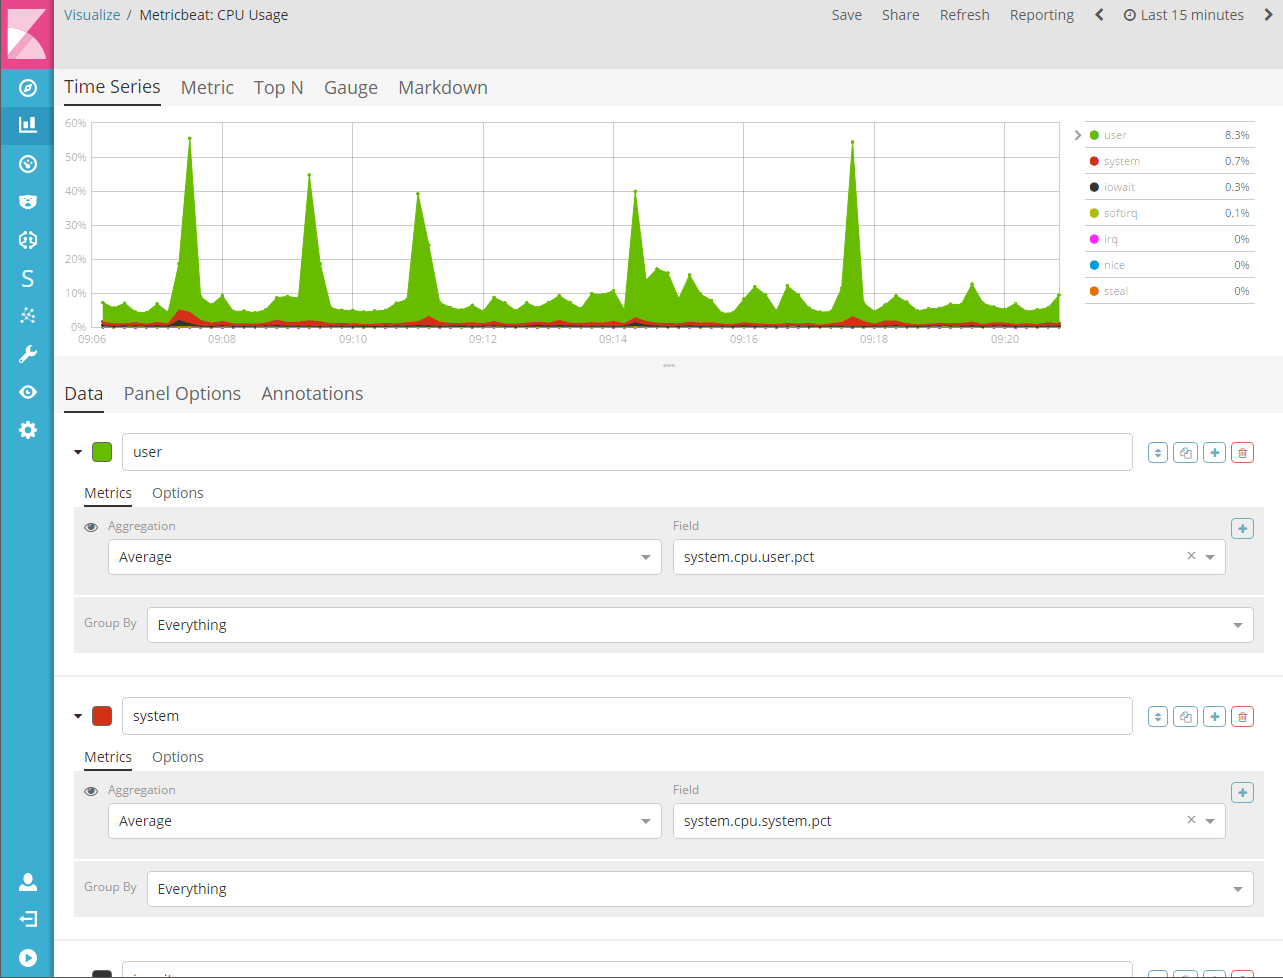 Visualize / Metricbeat: CPU Usage
Save Share Refresh Reporting Last 15 minutes
Time Series Metric Top N Gauge Markdown
60%
50%
40%
30%
20%
10%
0%
09:06 09:08 09:10 09:12 09:14 09:16 09:18 09:20
user 8.3%
system 0.7%
iowait 0.3%
softirq 0.1%
irq 0%
nice 0%
steal 0%
Data Panel Options Annotations
user
Metrics Options
Aggregation Field
Average system.cpu.user.pct
Group By Everything
system
Metrics Options
Aggregation Field
Average system.cpu.system.pct
Group By Everything